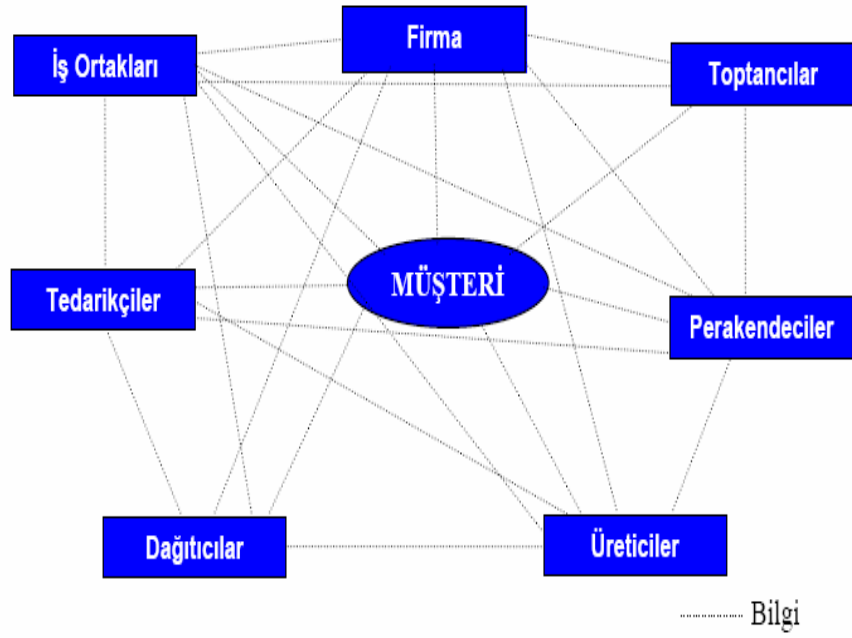 Firma
İş Ortakları
Toptancılar
MÜŞTERİ
Tedarikçiler
Perakendeciler
Dağıtıcılar
Üreticiler
Bilgi